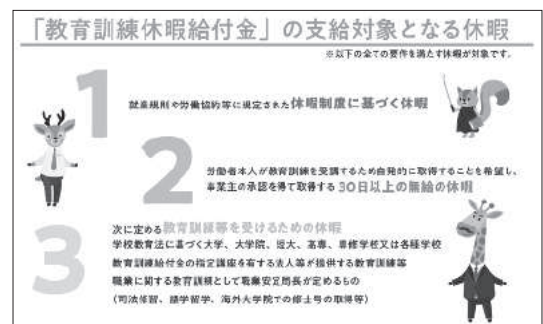 「教育訓練休暇給付金」の支給対象となる休暇
※以下の全ての要件を満たす休暇が対象です。
1
就業規則や労働協約等に規定された休暇制度に基づく休暇
2
労働者本人が教育訓練を受講するため自発的に取得することを希望し、
事業主の承認を得て取得する 30日以上の無給の休暇
3
次に定める教育訓練等を受けるための休暇
学校教育法に基づく大学、大学院、短大、高専、専修学校又は各種学校
教育訓練給付金の指定講座を有する法人等が提供する教育訓練等
職業に関する教育訓練として職業安定局長が定めるもの
（司法修習、語学留学、海外大学院での修士号の取得等）